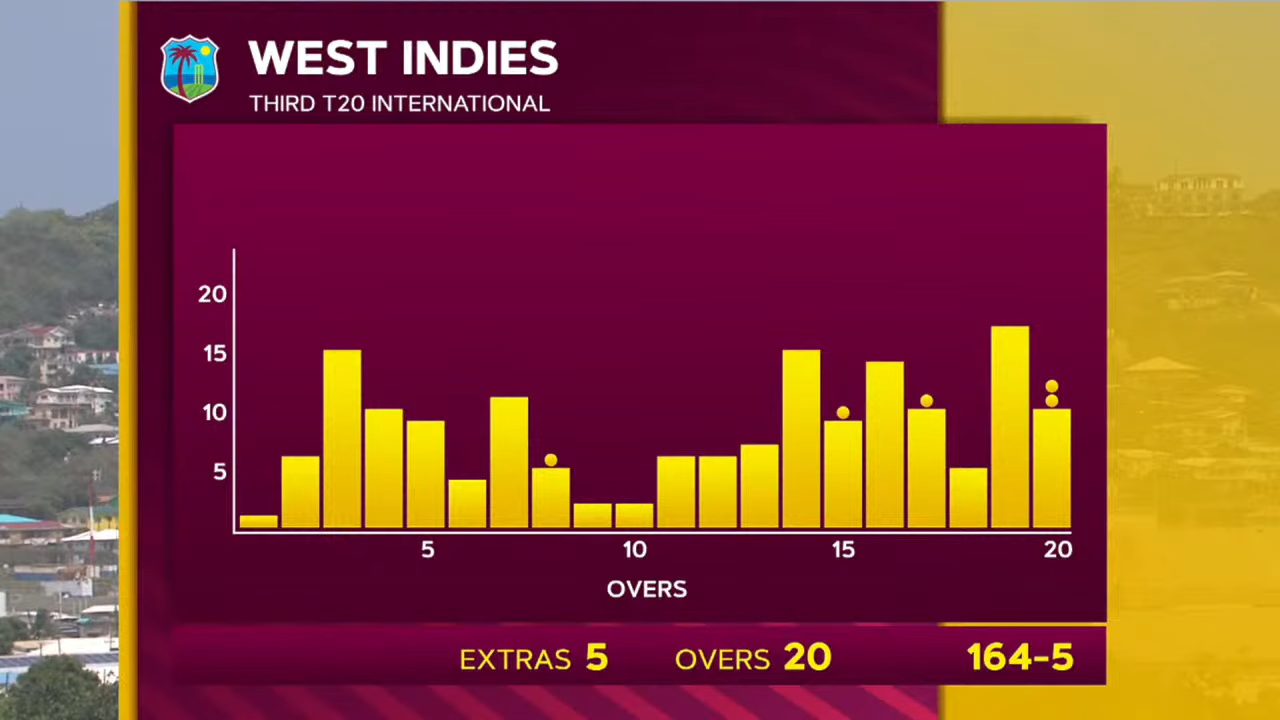 WEST INDIES
THIRD T20 INTERNATIONAL
20
15
10
5
5 10 15 20
OVERS
EXTRAS 5 OVERS 20 164-5